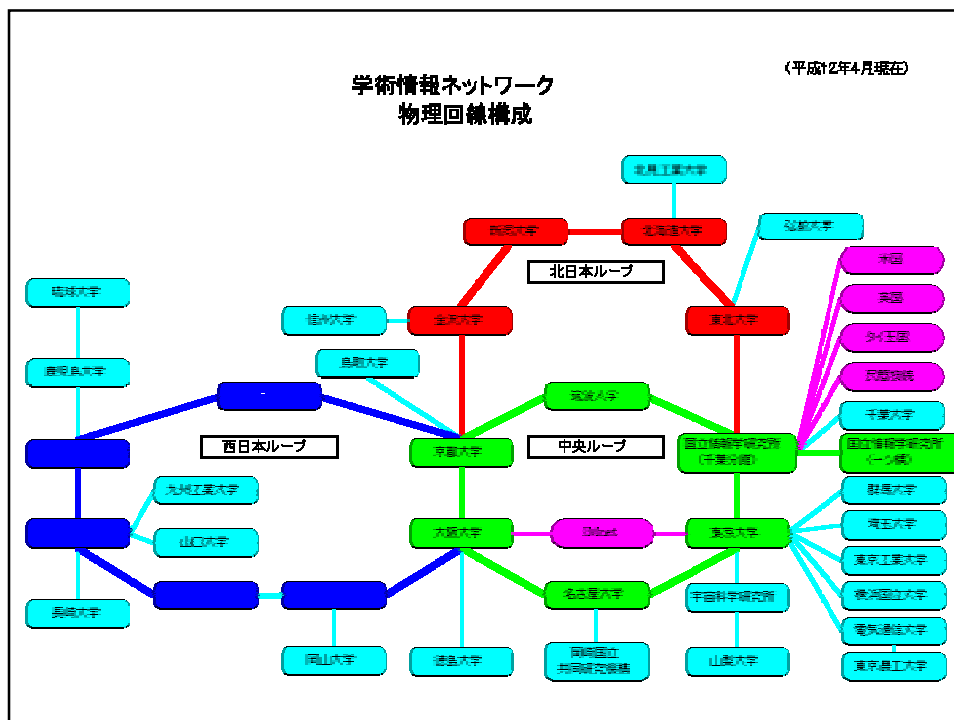 (平成12年4月現在)
学術情報ネットワーク
物理回線構成
北見工業大学
新潟大学
北海道大学
弘前大学
北日本ループ
米国
英国
タイ王国
民間接続
琉球大学
信州大学
金沢大学
東北大学
鳥取大学
鹿児島大学
筑波大学
千葉大学
西日本ループ
京都大学
中央ループ
国立情報学研究所
(千葉分館)
国立情報学研究所
(一ツ橋)
九州工業大学
群馬大学
山口大学
大阪大学
東京大学
埼玉大学
東京工業大学
長崎大学
名古屋大学
宇宙科学研究所
横浜国立大学
電気通信大学
岡山大学
徳島大学
岡崎国立
共同研究機構
山梨大学
東京農工大学